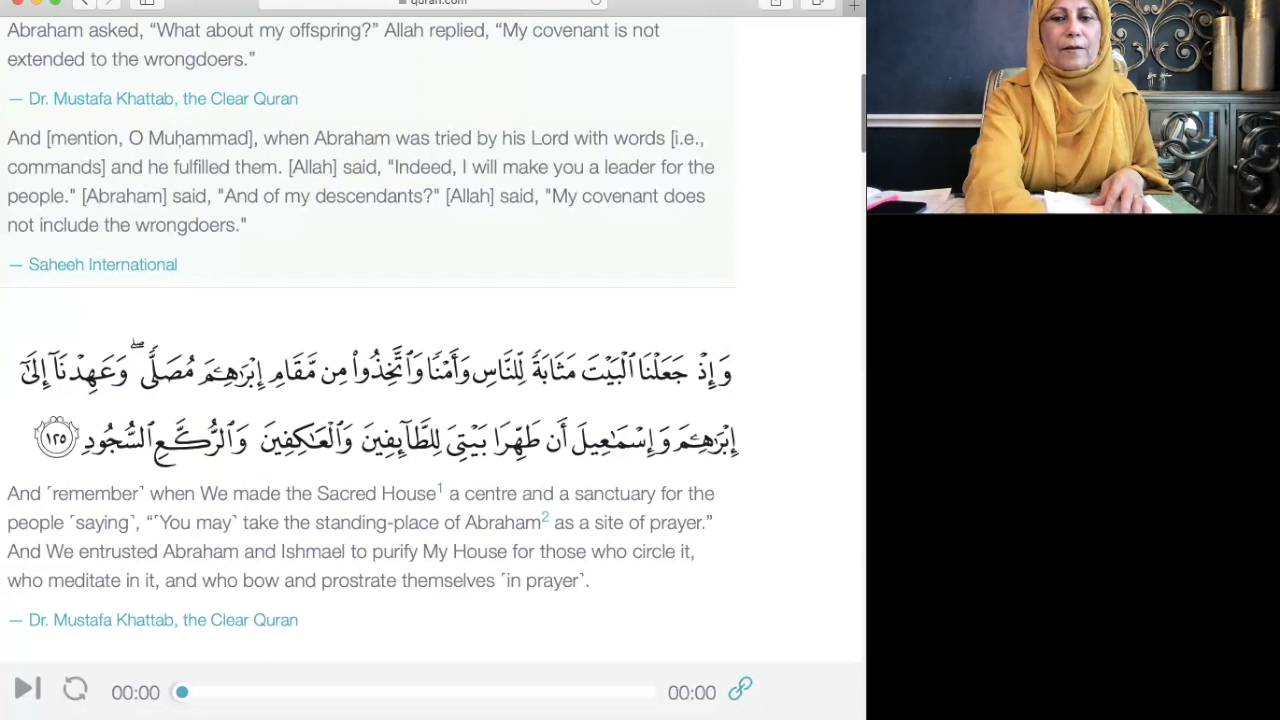 quran.com
Abraham asked, “What about my offspring?” Allah replied, “My covenant is not
extended to the wrongdoers.”
— Dr. Mustafa Khattab, the Clear Quran
And [mention, O Muḥammad], when Abraham was tried by his Lord with words [i.e.,
commands] and he fulfilled them. [Allah] said, "Indeed, I will make you a leader for the
people." [Abraham] said, "And of my descendants?" [Allah] said, "My covenant does
not include the wrongdoers."
— Saheeh International
وَإِذْ جَعَلْنَا ٱلْبَيْتَ مَثَابَةً لِّلنَّاسِ وَأَمْنًا وَٱتَّخِذُوا۟ مِن مَّقَامِ إِبْرَٰهِـۧمَ مُصَلًّى ۖ وَعَهِدْنَآ إِلَىٰٓ
إِبْرَٰهِـۧمَ وَإِسْمَـٰعِيلَ أَن طَهِّرَا بَيْتِىَ لِلطَّآئِفِينَ وَٱلْعَـٰكِفِينَ وَٱلرُّكَّعِ ٱلسُّجُودِ ١٢٥
And ˹remember˺ when We made the Sacred House1 a centre and a sanctuary for the
people ˹saying˺, “˹You may˺ take the standing-place of Abraham2 as a site of prayer.”
And We entrusted Abraham and Ishmael to purify My House for those who circle it,
who meditate in it, and who bow and prostrate themselves ˹in prayer˺.
— Dr. Mustafa Khattab, the Clear Quran
00:00 00:00